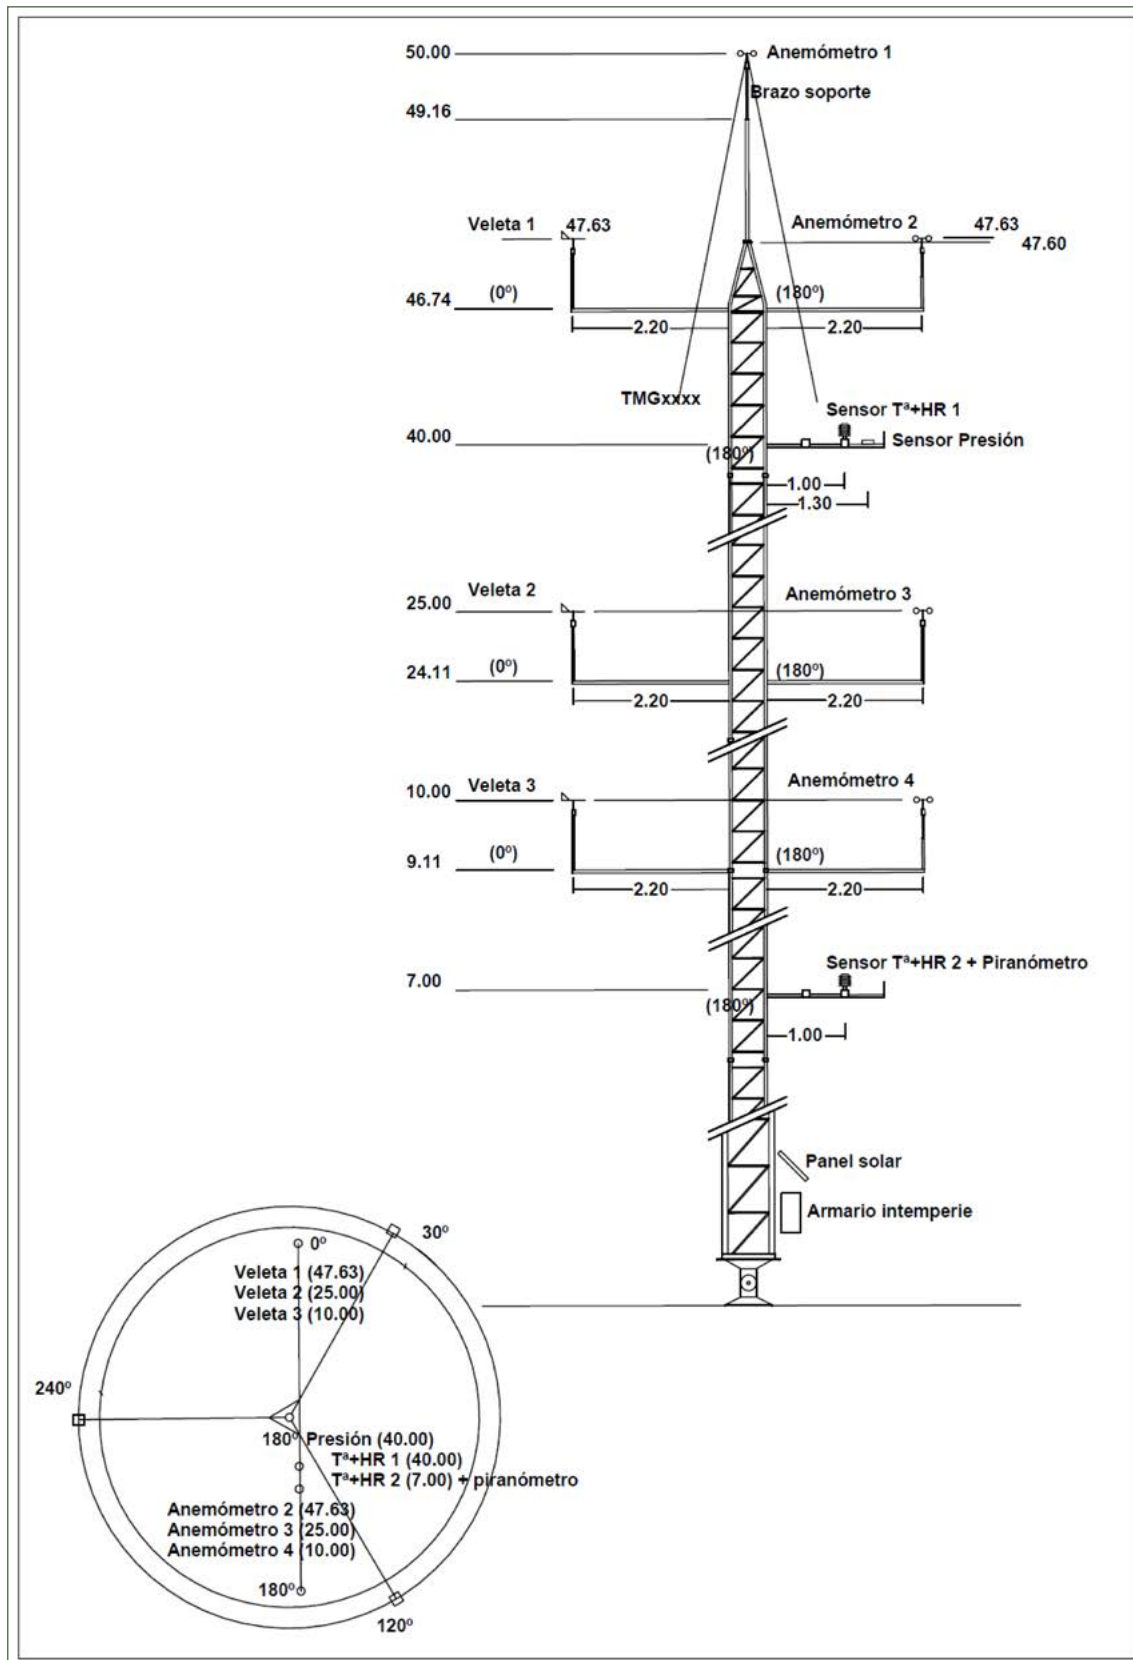 50.00
Anemómetro 1
Brazo soporte
49.16
Veleta 1
47.63
Anemómetro 2
47.63
47.60
46.74
(0º)
(180º)
2.20
2.20
TMGxxxx
Sensor Tª+HR 1
40.00
(180º)
Sensor Presión
1.00
1.30
25.00
Veleta 2
Anemómetro 3
24.11
(0º)
(180º)
2.20
2.20
10.00
Veleta 3
Anemómetro 4
9.11
(0º)
(180º)
2.20
2.20
Sensor Tª+HR 2 + Piranómetro
7.00
(180º)
1.00
Panel solar
Armario intemperie
30º
0º
Veleta 1 (47.63)
Veleta 2 (25.00)
Veleta 3 (10.00)
240º
180º Presión (40.00)
Tª+HR 1 (40.00)
Tª+HR 2 (7.00) + piranómetro
Anemómetro 2 (47.63)
Anemómetro 3 (25.00)
Anemómetro 4 (10.00)
180º
120º